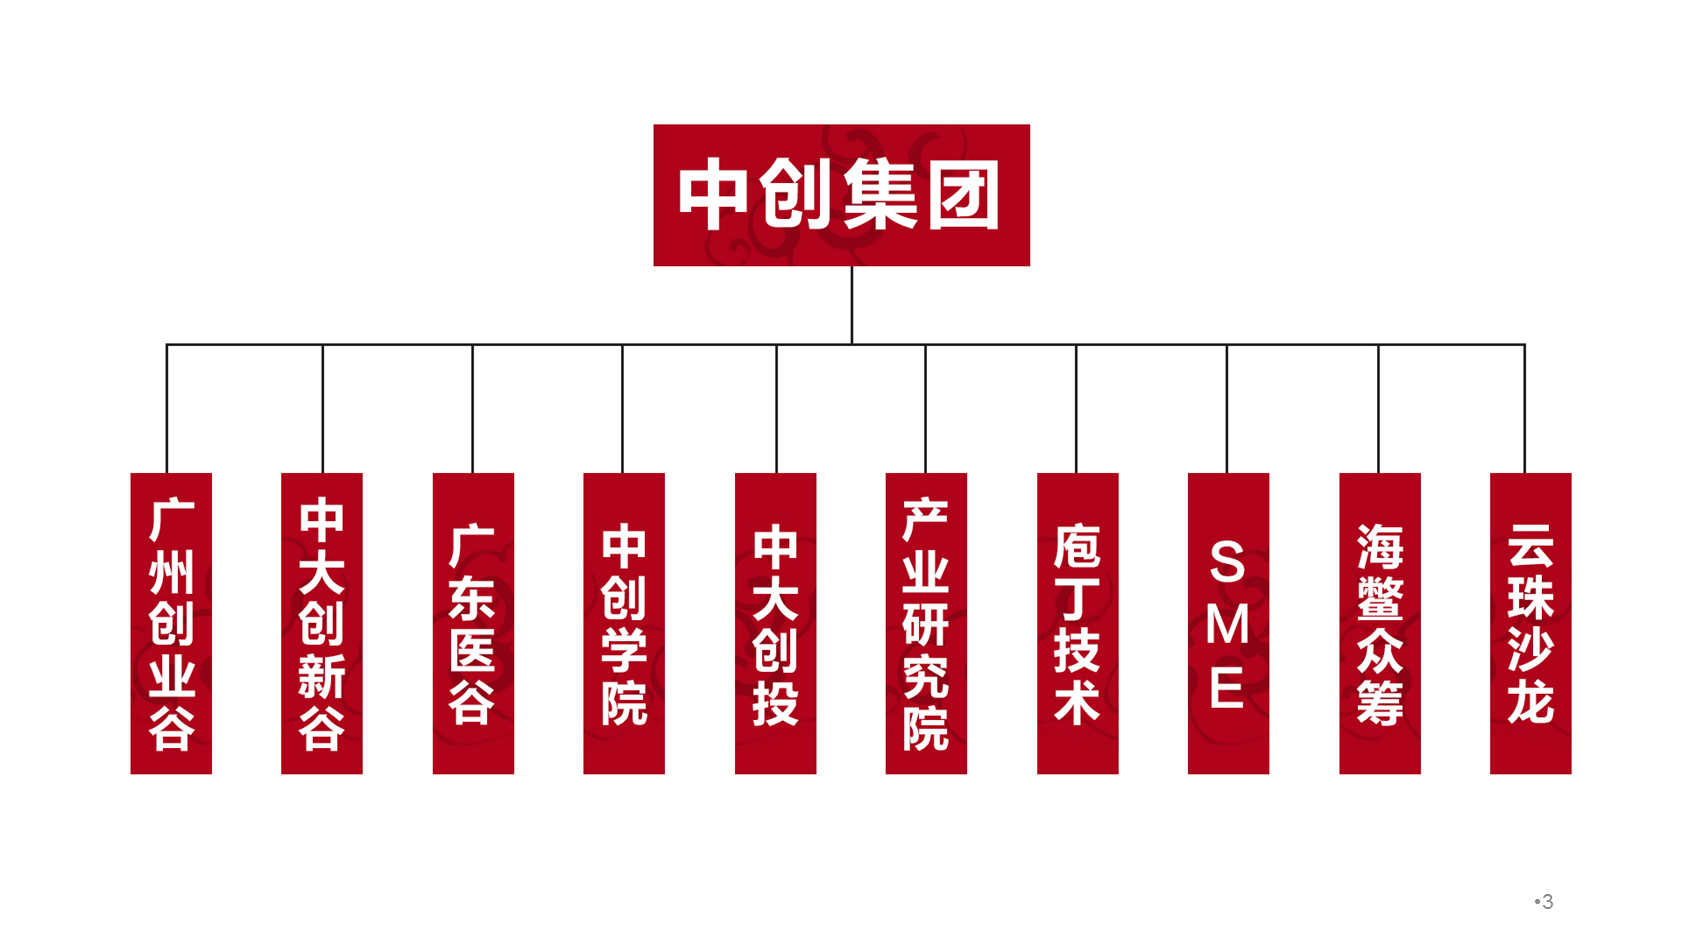 中创集团
广州创业谷
中大创新谷
广东医谷
中创学院
中大创投
产业研究院
庖丁技术
SME
海鳖众筹
云珠沙龙
•3